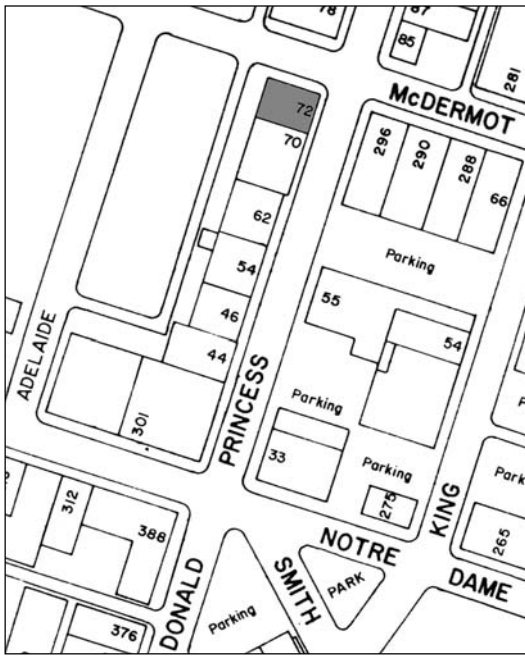 78
87
85
281
McDERMOT
72
70
296
290
288
66
62
Parking
54
55
46
54
44
ADELAIDE
PRINCESS
Parking
301
33
Parking
275
KING
Park
265
312
388
NOTRE
DAME
SMITH
PARK
DONALD
Parking
376